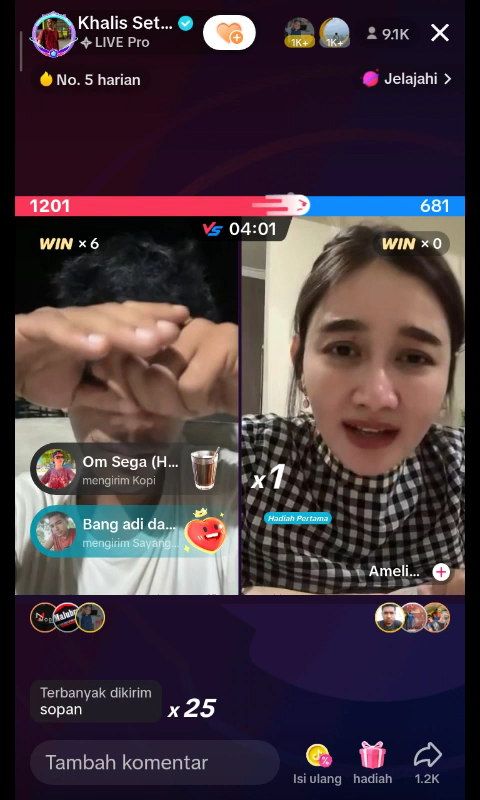 Khalis Set...
LIVE Pro
1K+
1K+
9.1K
No. 5 harian
Jelajahi
1201
681
VS 04:01
WIN × 6
WIN × 0
Om Sega (H...
mengirim Kopi
x1
Hadiah Pertama
Bang adi da...
mengirim Sayang...
Ameli...
Terbanyak dikirim
sopan
x 25
Tambah komentar
Isi ulang
hadiah
1.2K